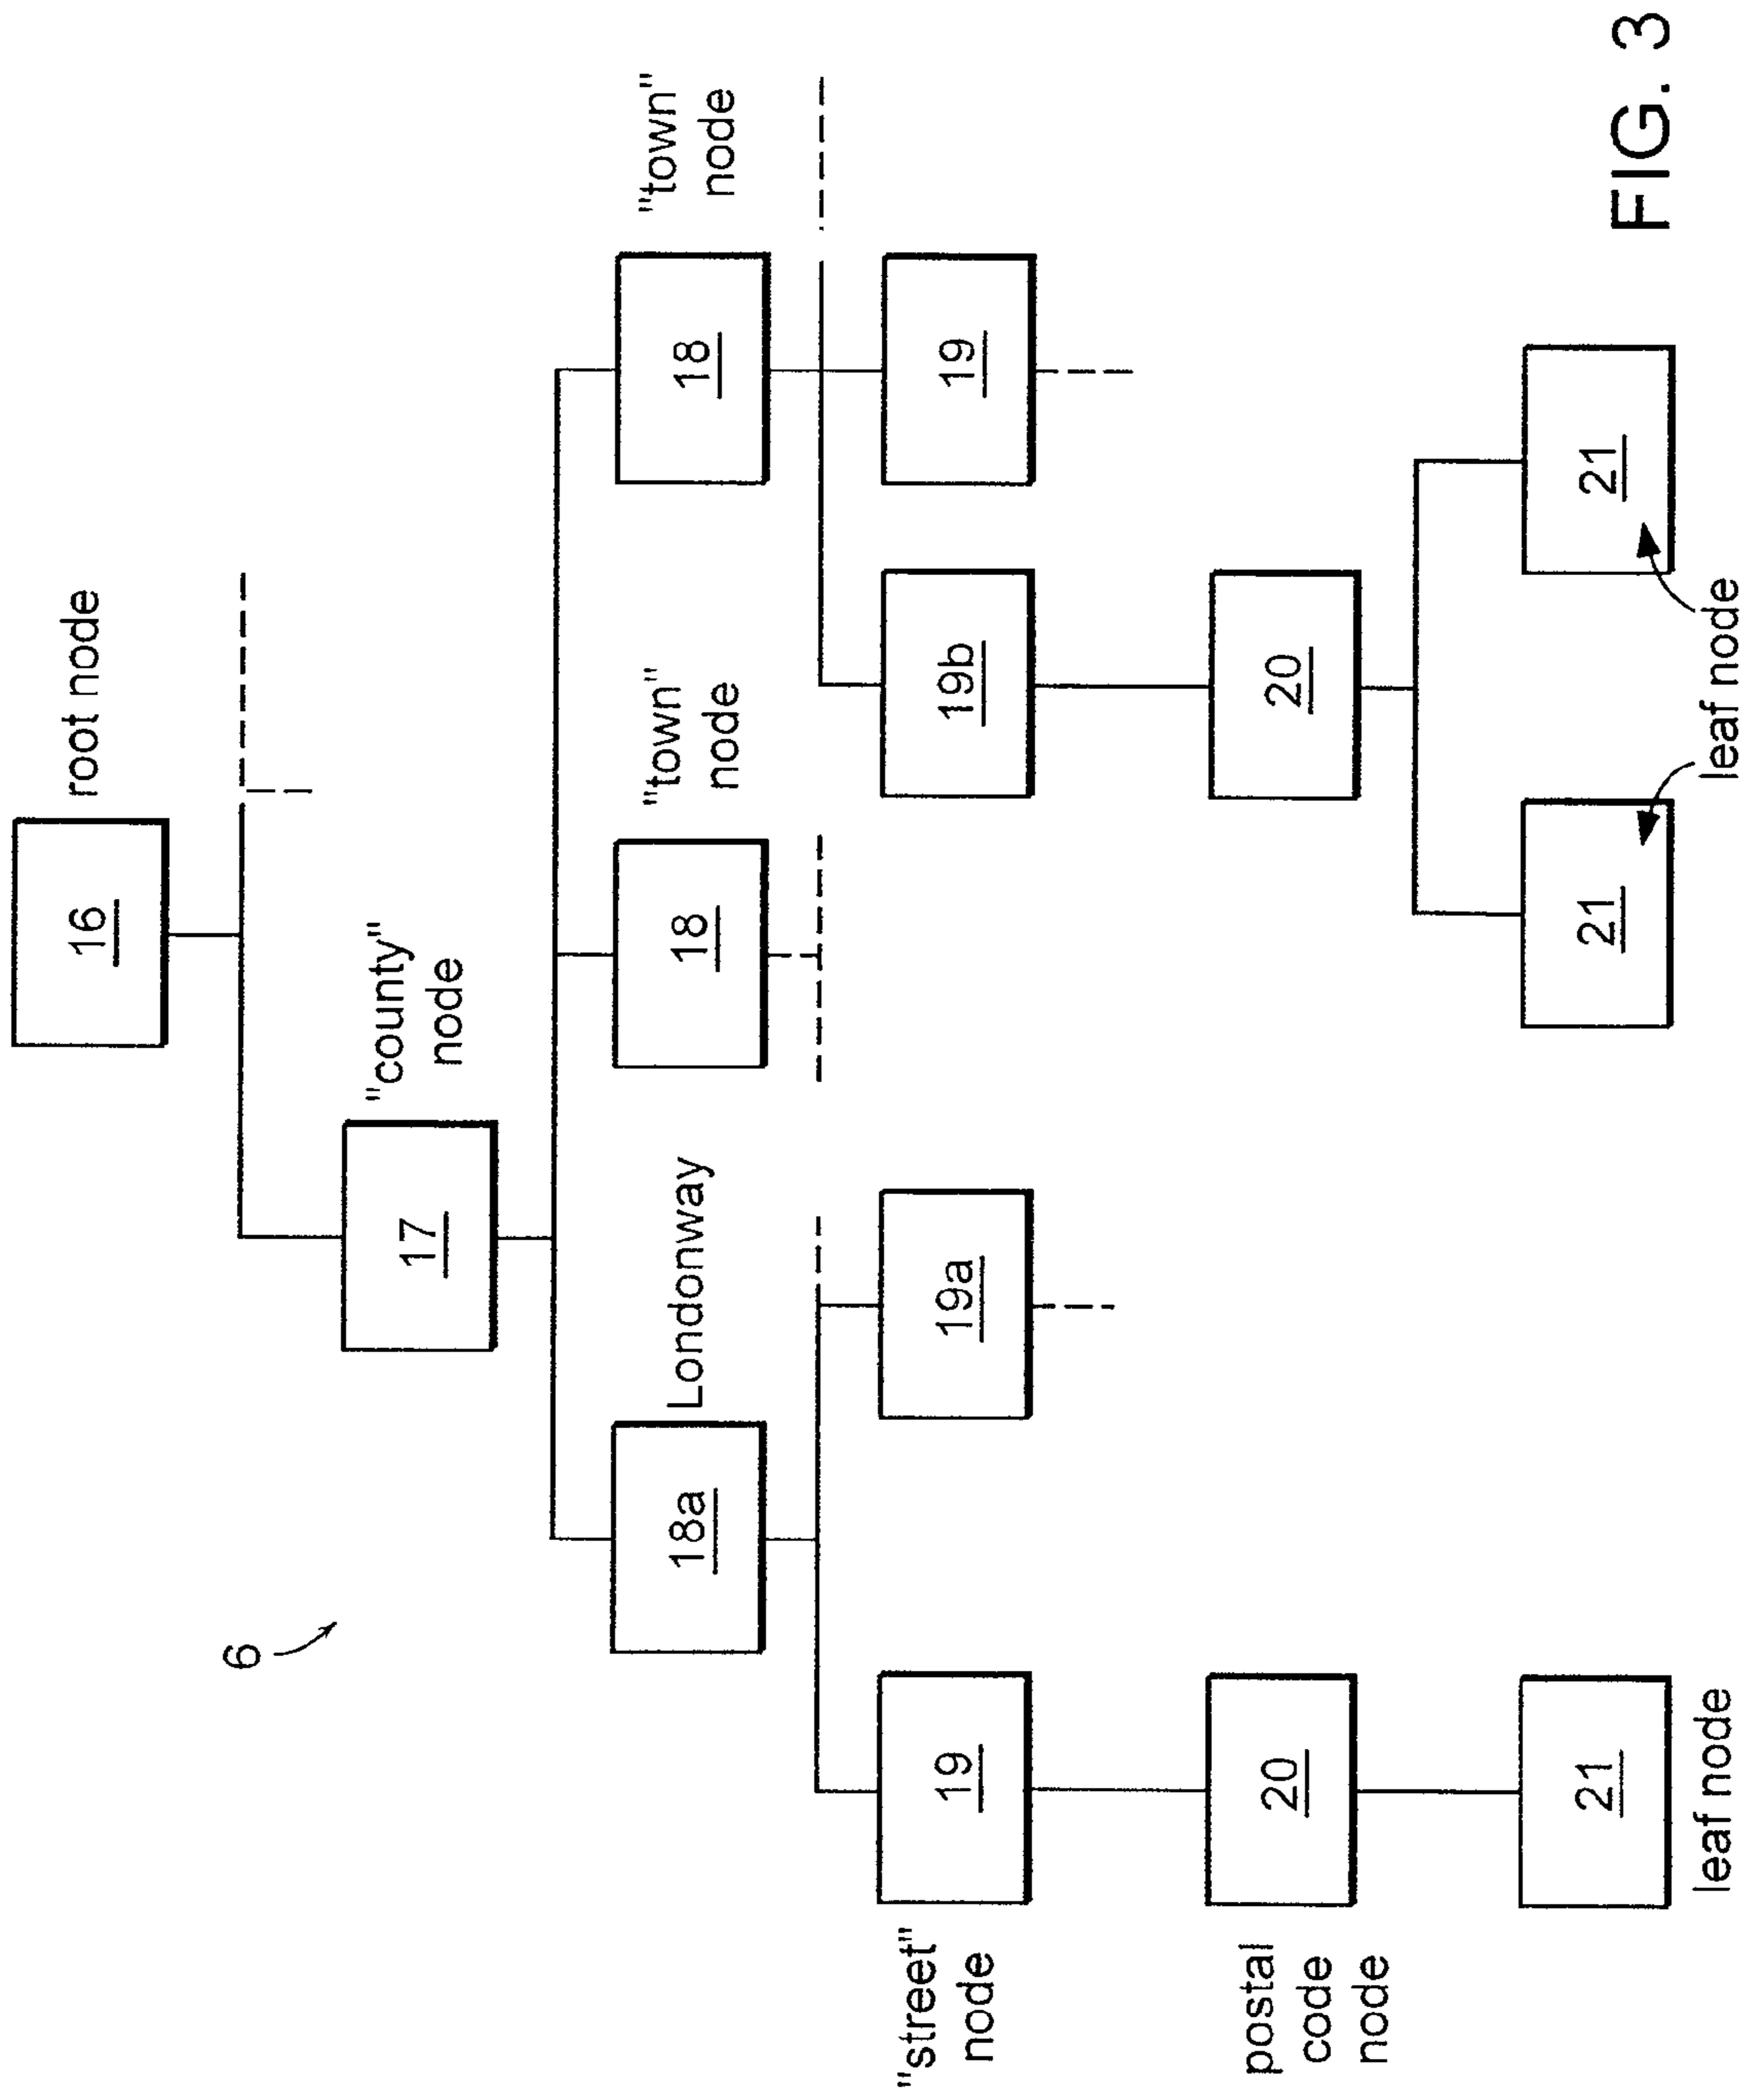 16
root node
6
17
"county"
node
18a
Londonway
18
"town"
node
18
"town"
node
"street"
node
19
19a
19b
19
postal
code
node
20
20
21
leaf node
21
21
leaf node
FIG. 3